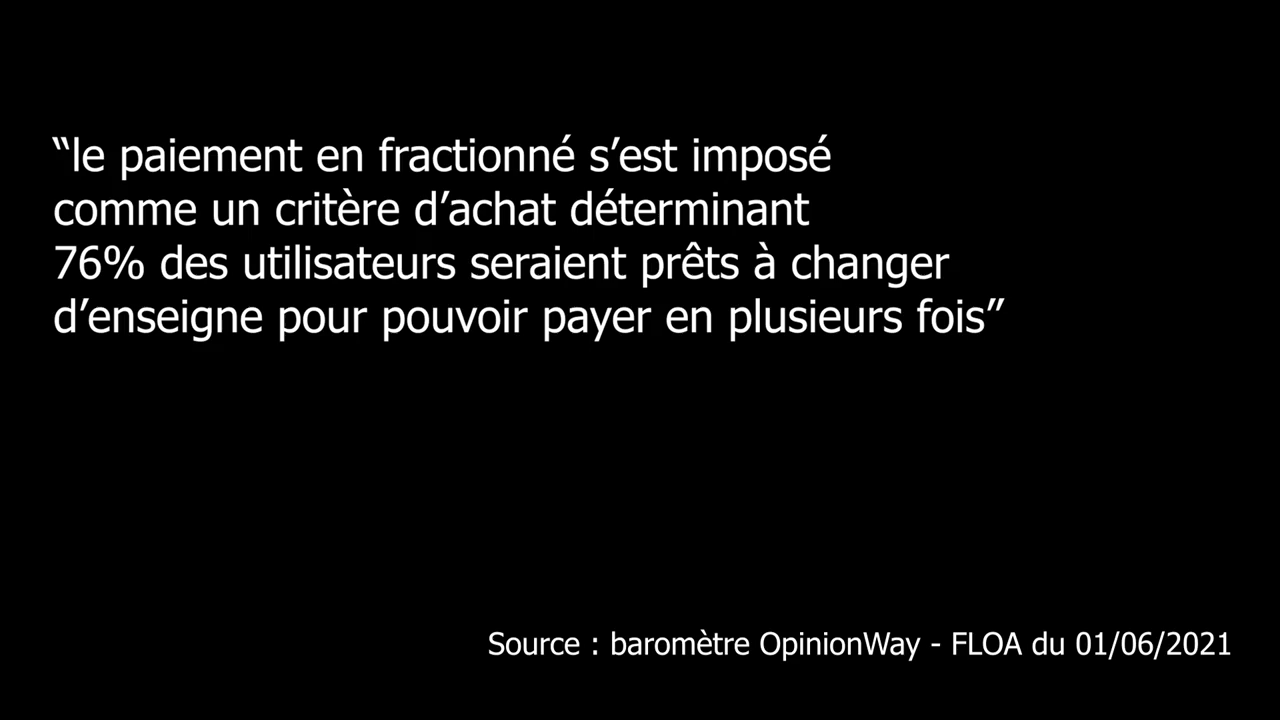 “le paiement en fractionné s’est imposé
comme un critère d’achat déterminant
76% des utilisateurs seraient prêts à changer
d’enseigne pour pouvoir payer en plusieurs fois”
Source : baromètre OpinionWay - FLOA du 01/06/2021